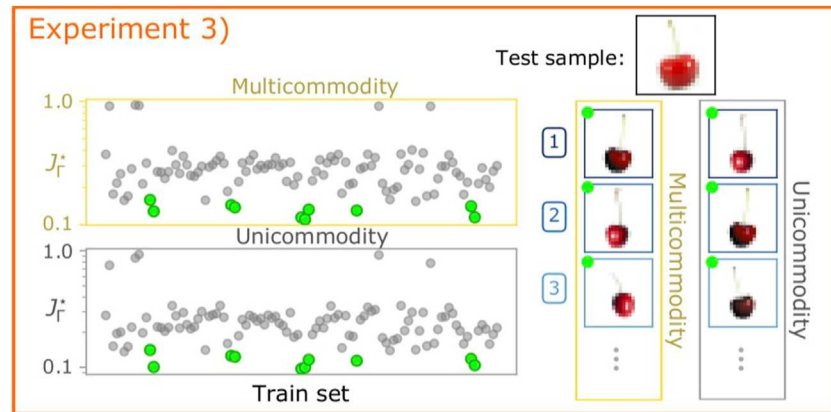 Experiment 3)
Test sample:
Multicommodity
1.0
J*Γ
0.1
Unicommodity
1.0
J*Γ
0.1
Train set
1
2
3
Multicommodity
Unicommodity